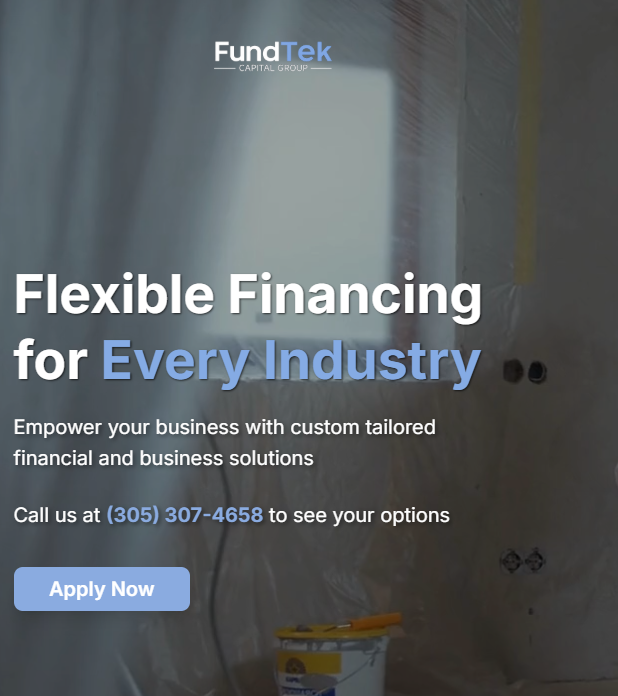 FundTek
CAPITAL GROUP
Flexible Financing
for Every Industry
Empower your business with custom tailored
financial and business solutions
Call us at (305) 307-4658 to see your options
Apply Now